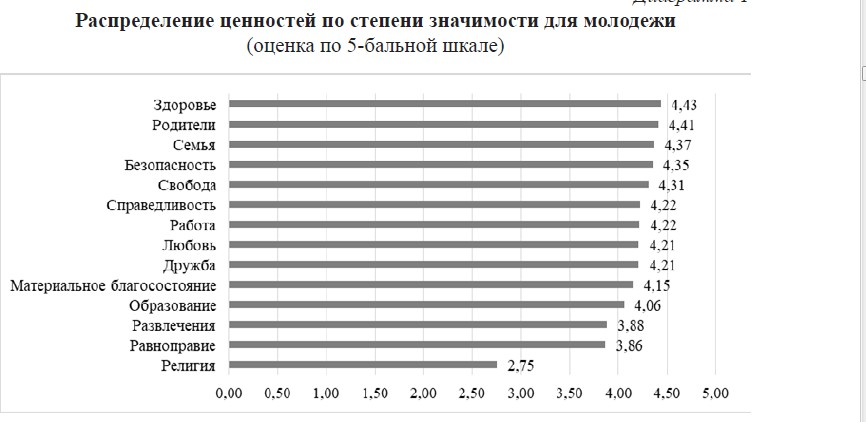 Диаграмма 1
Распределение ценностей по степени значимости для молодежи
(оценка по 5-бальной шкале)
Здоровье 4,43
Родители 4,41
Семья 4,37
Безопасность 4,35
Свобода 4,31
Справедливость 4,22
Работа 4,22
Любовь 4,21
Дружба 4,21
Материальное благосостояние 4,15
Образование 4,06
Развлечения 3,88
Равноправие 3,86
Религия 2,75
0,00 0,50 1,00 1,50 2,00 2,50 3,00 3,50 4,00 4,50 5,00